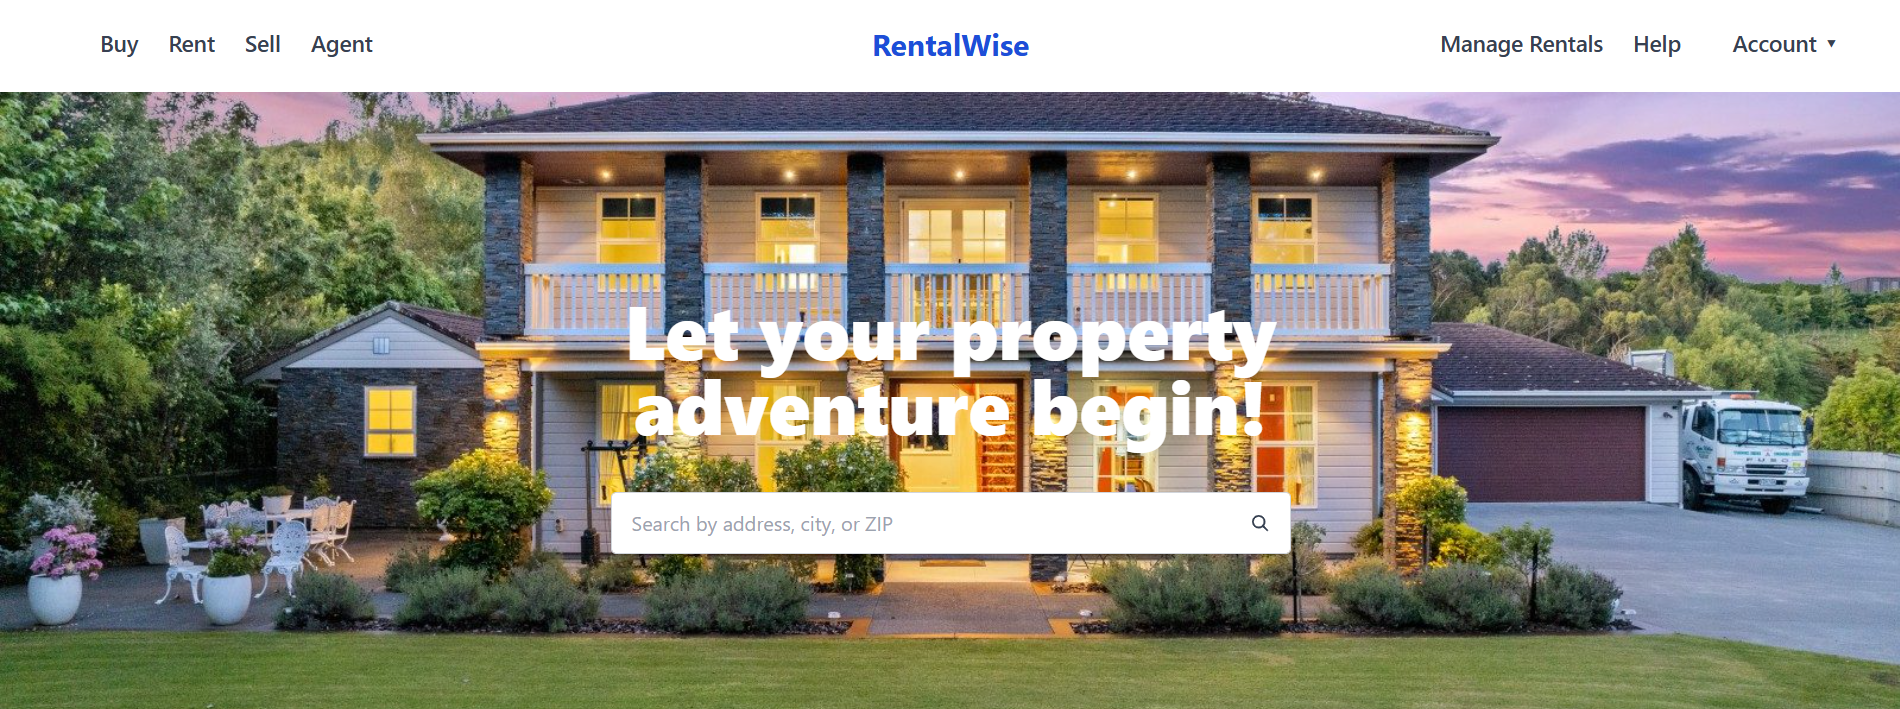 Buy Rent Sell Agent RentalWise Manage Rentals Help Account ▼
Let your property
adventure begin!
Search by address, city, or ZIP
FUSO